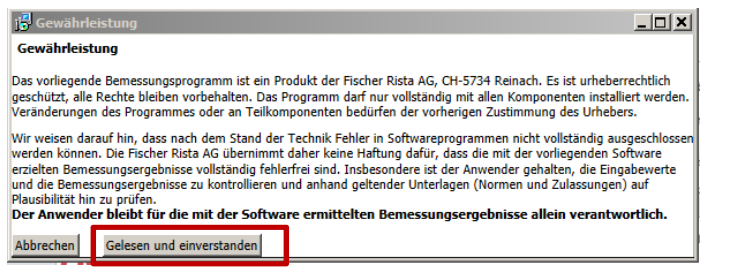 Gewährleistung
Gewährleistung
Das vorliegende Bemessungsprogramm ist ein Produkt der Fischer Rista AG, CH-5734 Reinach. Es ist urheberrechtlich
geschützt, alle Rechte bleiben vorbehalten. Das Programm darf nur vollständig mit allen Komponenten installiert werden.
Veränderungen des Programmes oder an Teilkomponenten bedürfen der vorherigen Zustimmung des Urhebers.
Wir weisen darauf hin, dass nach dem Stand der Technik Fehler in Softwareprogrammen nicht vollständig ausgeschlossen
werden können. Die Fischer Rista AG übernimmt daher keine Haftung dafür, dass die mit der vorliegenden Software
erzielten Bemessungsergebnisse vollständig fehlerfrei sind. Insbesondere ist der Anwender gehalten, die Eingabewerte
und die Bemessungsergebnisse zu kontrollieren und anhand geltender Unterlagen (Normen und Zulassungen) auf
Plausibilität hin zu prüfen.
Der Anwender bleibt für die mit der Software ermittelten Bemessungsergebnisse allein verantwortlich.
Abbrechen Gelesen und einverstanden